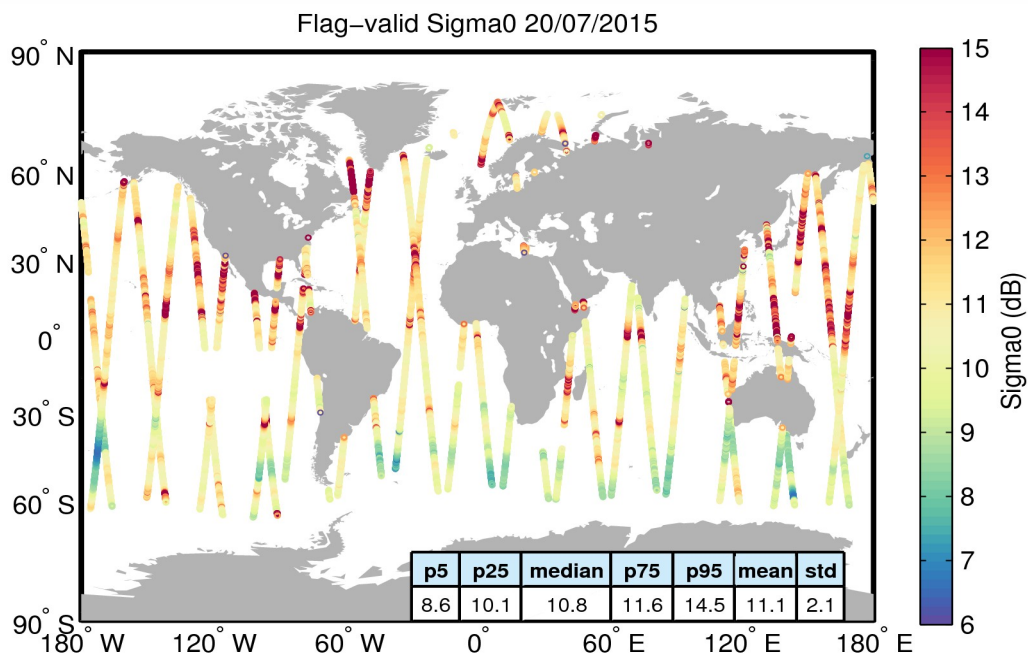 Flag−valid Sigma0 20/07/2015
90° N
60° N
30° N
0°
30° S
60° S
90° S
180° W
120° W
60° W
0°
60° E
120° E
180° E
p5 p25 median p75 p95 mean std
8.6 10.1 10.8 11.6 14.5 11.1 2.1
15
14
13
12
11
10
9
8
7
6
Sigma0 (dB)